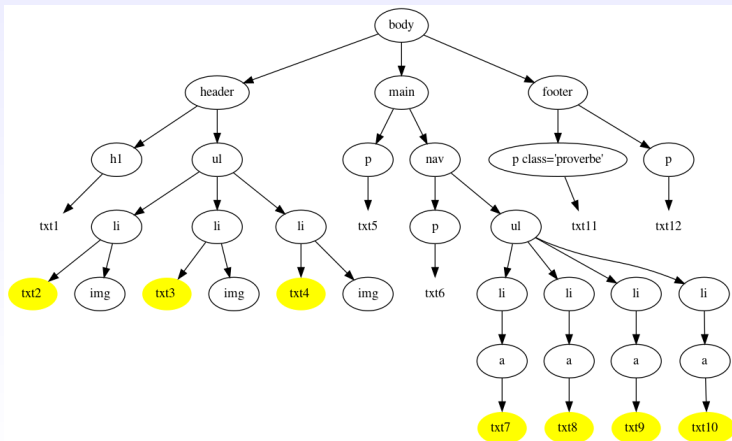 body
header main footer
h1 ul p nav p class='proverbe' p
txt1 li li li txt5 p ul txt11 txt12
txt2 img txt3 img txt4 img txt6 li li li li
a a a a
txt7 txt8 txt9 txt10